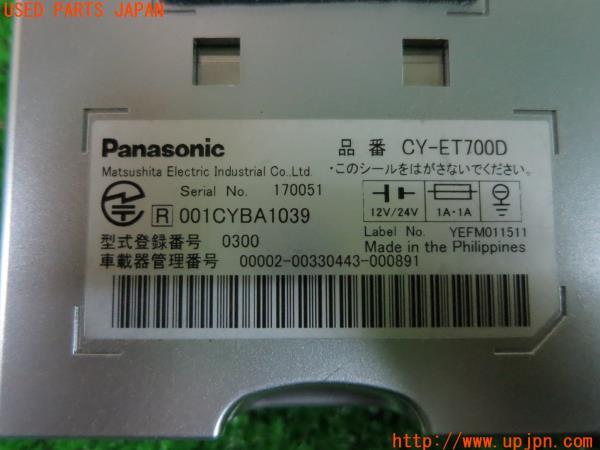 USED PARTS JAPAN
Panasonic
品番 CY-ET700D
Matsushita Electric Industrial Co.,Ltd.
・このシールをはがさないでください。
Serial No. 170051
R 001CYBA1039
12V/24V 1A・1A
型式登録番号 0300
Label No. YEFM011511
Made in the Philippines
車載器管理番号 00002-00330443-000891
http://www.upjpn.com